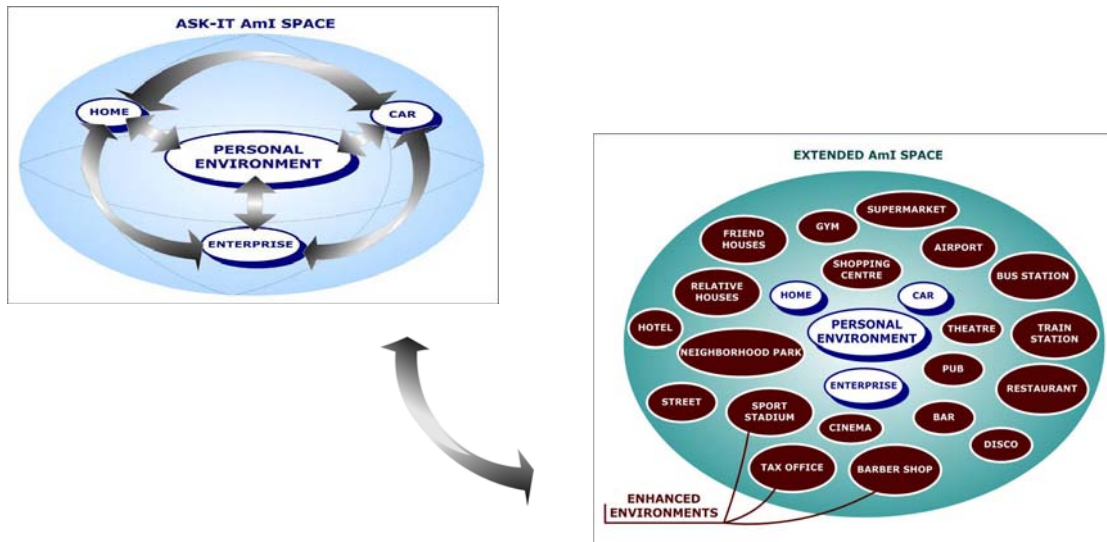 ASK-IT AmI SPACE
HOME
CAR
PERSONAL
ENVIRONMENT
ENTERPRISE
EXTENDED AmI SPACE
SUPERMARKET
GYM
FRIEND
HOUSES
AIRPORT
SHOPPING
CENTRE
BUS STATION
RELATIVE
HOUSES
HOME
CAR
HOTEL
PERSONAL
ENVIRONMENT
THEATRE
TRAIN
STATION
NEIGHBORHOOD PARK
PUB
ENTERPRISE
RESTAURANT
STREET
SPORT
STADIUM
CINEMA
BAR
DISCO
TAX OFFICE
BARBER SHOP
ENHANCED
ENVIRONMENTS